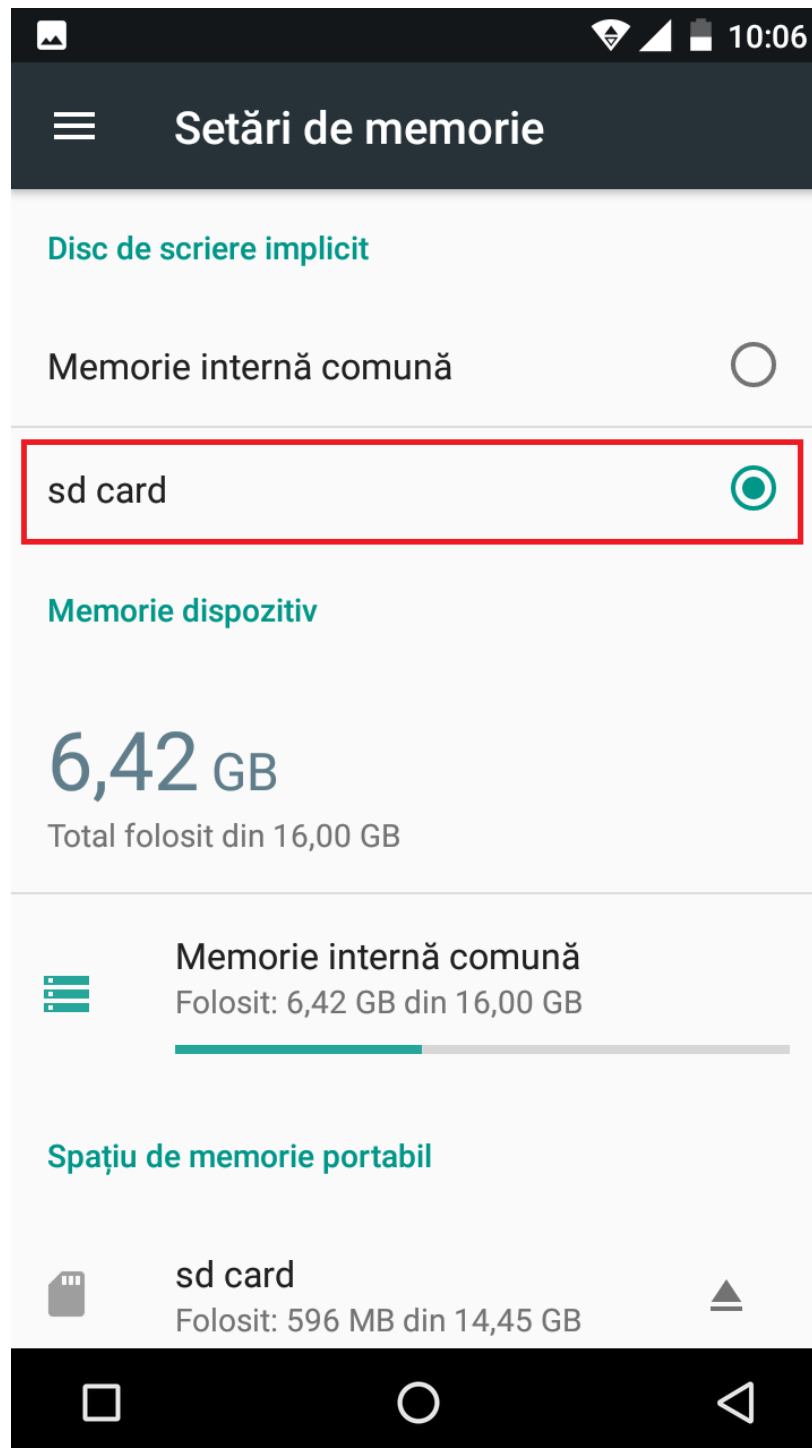 10:06
Setări de memorie
Disc de scriere implicit
Memorie internă comună
sd card
Memorie dispozitiv
6,42 GB
Total folosit din 16,00 GB
Memorie internă comună
Folosit: 6,42 GB din 16,00 GB
Spațiu de memorie portabil
sd card
Folosit: 596 MB din 14,45 GB